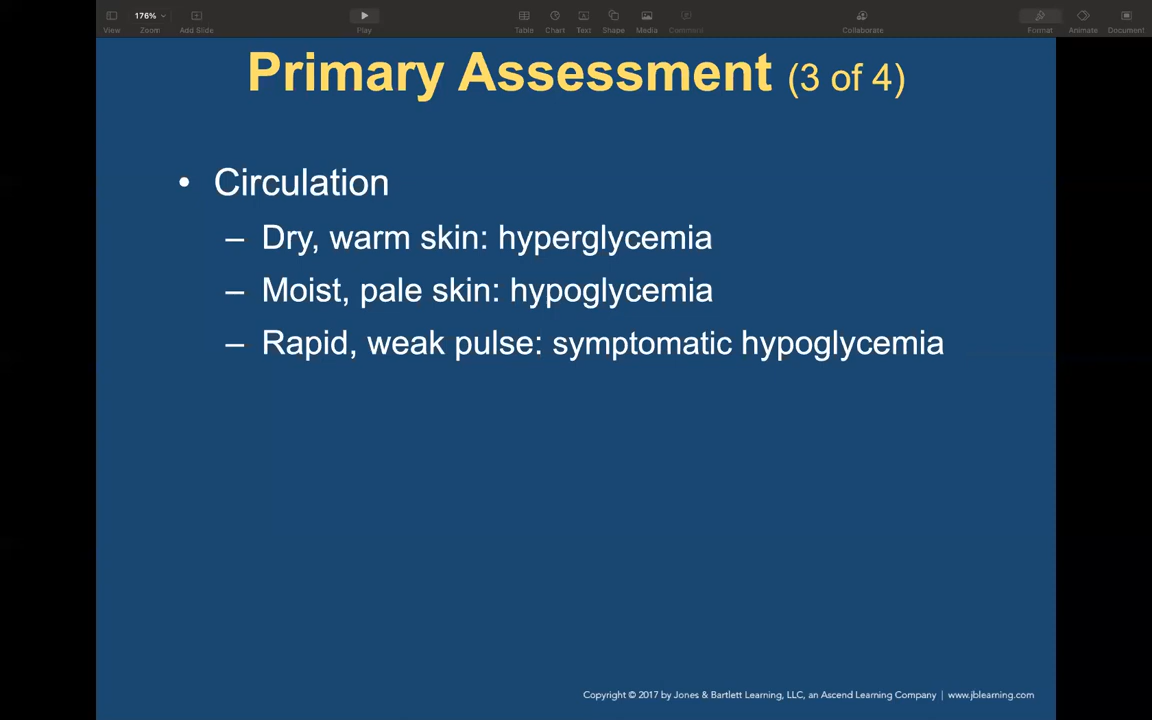 176%
View
Zoom
Add Slide
Play
Table
Chart
Text
Shape
Media
Comment
Collaborate
Format
Animate
Document
Primary Assessment (3 of 4)
• Circulation
– Dry, warm skin: hyperglycemia
– Moist, pale skin: hypoglycemia
– Rapid, weak pulse: symptomatic hypoglycemia
Copyright © 2017 by Jones & Bartlett Learning, LLC, an Ascend Learning Company | www.jblearning.com